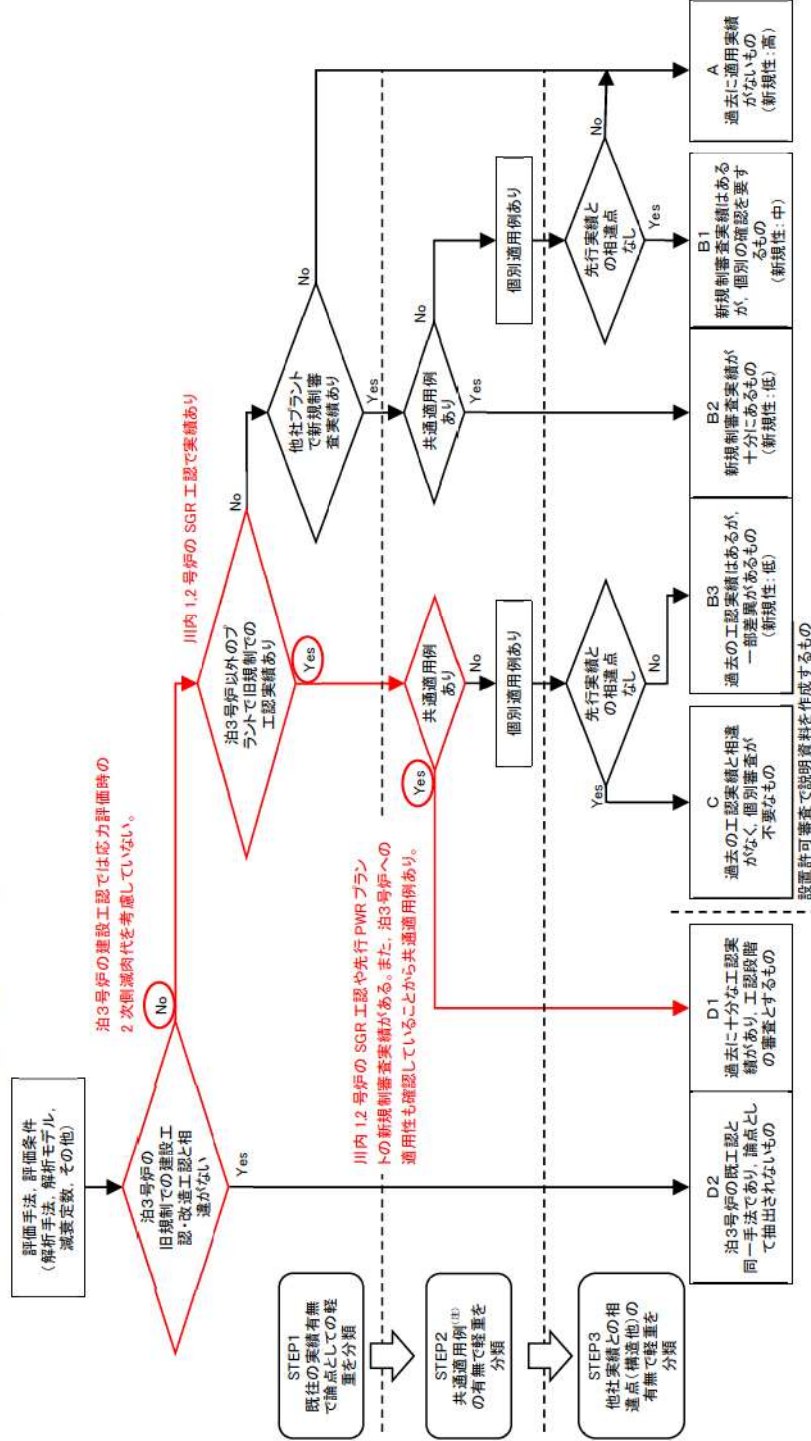 評価手法，評価条件
（解析手法，解析モデル，
減衰定数，その他）
泊3号炉の
旧規制での建設工
認・改造工認と相
違がない
No
Yes
泊3号炉の建設工認では応力評価時の
2 次側減肉代を考慮していない。
泊3号炉以外のプ
ラントで旧規制での
工認実績あり
No
Yes
川内 1,2 号炉の SGR 工認で実績あり
他社プラント
で新規制審
査実績あり
No
Yes
STEP1
既往の実績有無
で論点としての軽
重を分類
川内 1,2 号炉の SGR 工認や先行 PWR プラン
トの新規制審査実績がある。また，泊3号炉への
適用性も確認していることから共通適用例あり。
共通適用例
あり
Yes
No
個別適用例あり
共通適用例
あり
No
Yes
個別適用例あり
STEP2
共通適用例(注)
の有無で軽重を
分類
先行実績と
の相違点
なし
Yes
No
先行実績と
の相違点
なし
No
Yes
STEP3
他社実績との相
違点（構造他）の
有無で軽重を
分類
D2
泊3号炉の既工認と
同一手法であり，論点とし
て抽出されないもの
D1
過去に十分な工認実
績があり，工認段階
の審査とするもの
C
過去の工認実績と相違
がなく，個別審査が
不要なもの
B3
過去の工認実績はあるが，
一部差異があるもの
（新規性：低）
B2
新規制審査実績が
十分にあるもの
（新規性：低）
B1
新規制審査実績はある
が，個別の確認を要す
るもの
（新規性：中）
A
過去に適用実績
がないもの
（新規性：高）
設置許可審査で説明資料を作成するもの